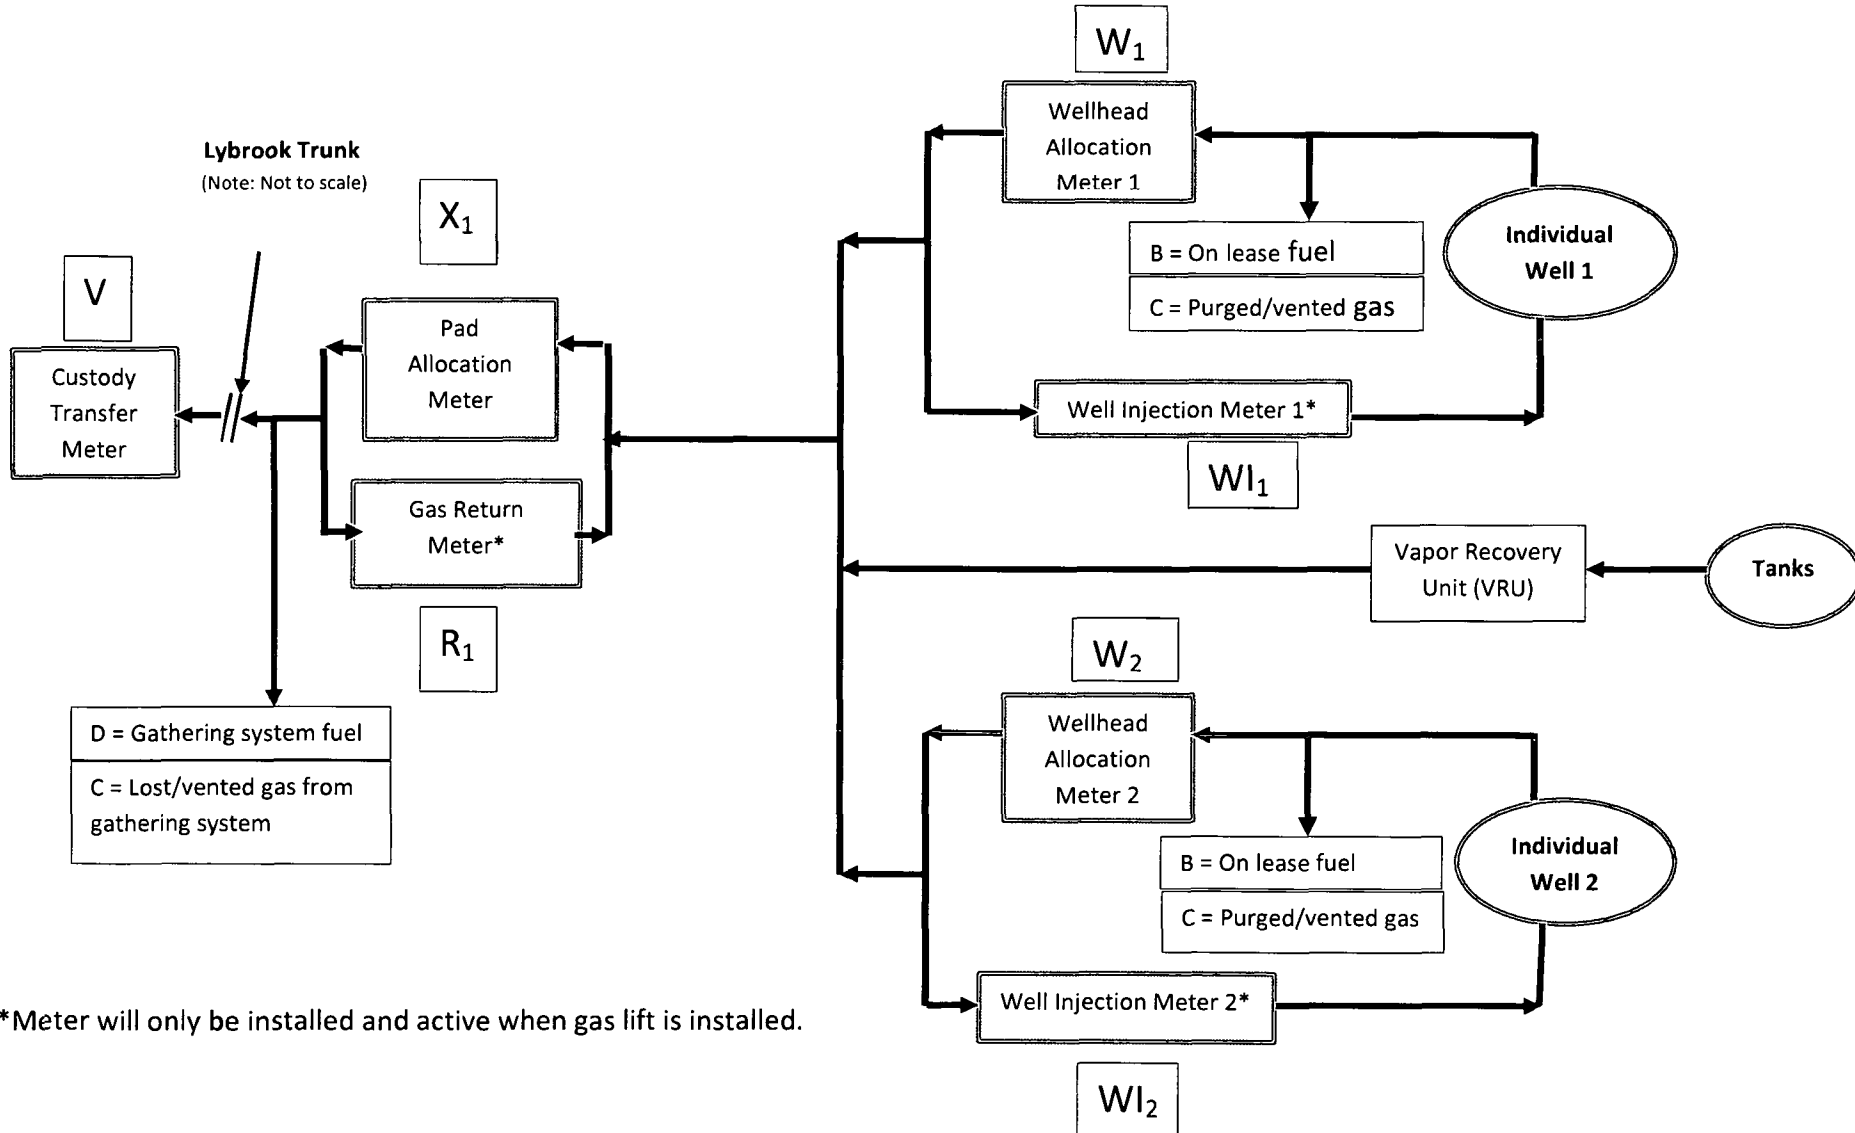 W₁
Wellhead
Allocation
Meter 1
Lybrook Trunk
(Note: Not to scale)
X₁
V
Individual
Well 1
B = On lease fuel
C = Purged/vented gas
Pad
Allocation
Meter
Custody
Transfer
Meter
Well Injection Meter 1*
WI₁
Gas Return
Meter*
Vapor Recovery
Unit (VRU)
Tanks
R₁
W₂
Wellhead
Allocation
Meter 2
D = Gathering system fuel
C = Lost/vented gas from
gathering system
Individual
Well 2
B = On lease fuel
C = Purged/vented gas
Well Injection Meter 2*
*Meter will only be installed and active when gas lift is installed.
WI₂